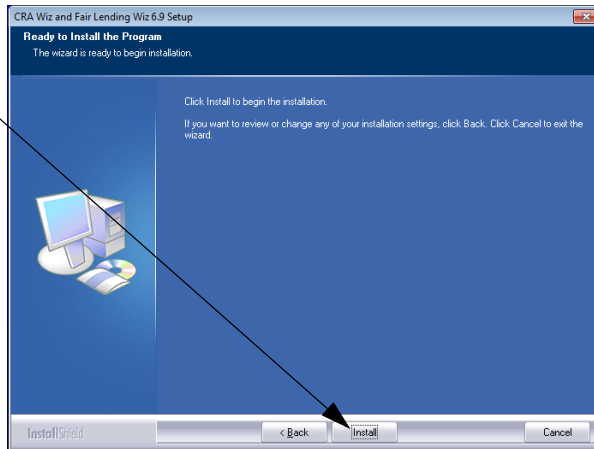 CRA Wiz and Fair Lending Wiz 6.9 Setup
Ready to Install the Program
The wizard is ready to begin installation.
Click Install to begin the installation.
If you want to review or change any of your installation settings, click Back. Click Cancel to exit the
wizard.
InstallShield
< Back
Install
Cancel